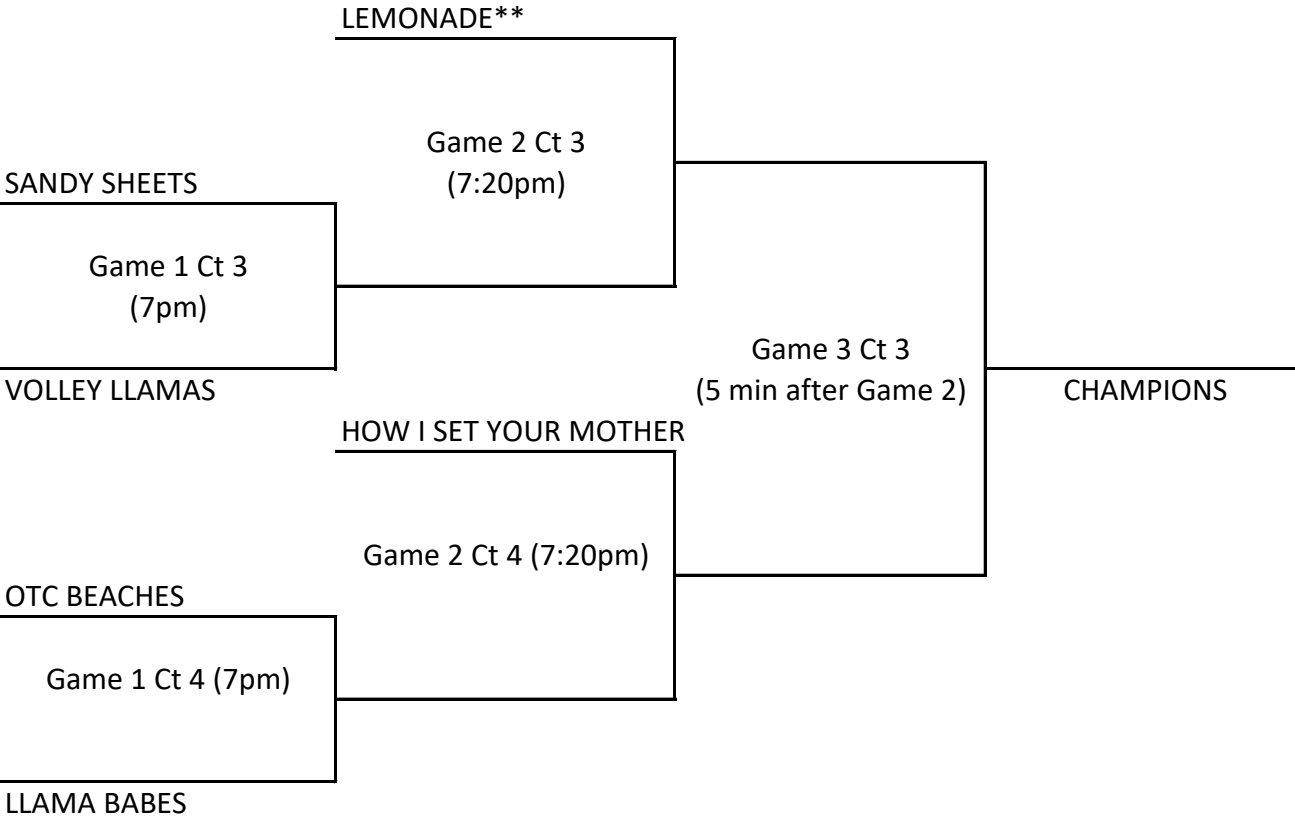 LEMONADE**
Game 2 Ct 3
(7:20pm)
SANDY SHEETS
Game 1 Ct 3
(7pm)
VOLLEY LLAMAS
Game 3 Ct 3
(5 min after Game 2)
CHAMPIONS
HOW I SET YOUR MOTHER
Game 2 Ct 4 (7:20pm)
OTC BEACHES
Game 1 Ct 4 (7pm)
LLAMA BABES